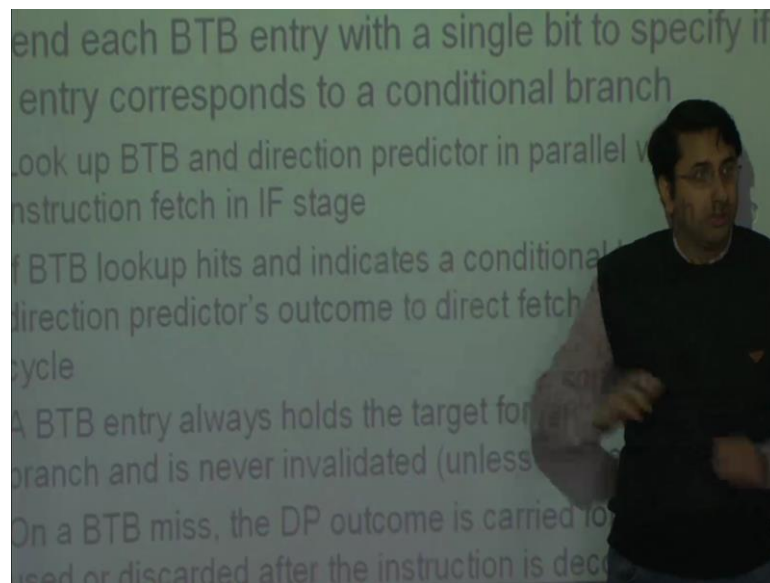 end each BTB entry with a single bit to specify if
entry corresponds to a conditional branch
Look up BTB and direction predictor in parallel
nstruction fetch in IF stage
f BTB lookup hits and indicates a conditional
direction predictor's outcome to direct fetch
cycle
A BTB entry always holds the target for
branch and is never invalidated (unless
On a BTB miss, the DP outcome is carried
used or discarded after the instruction is